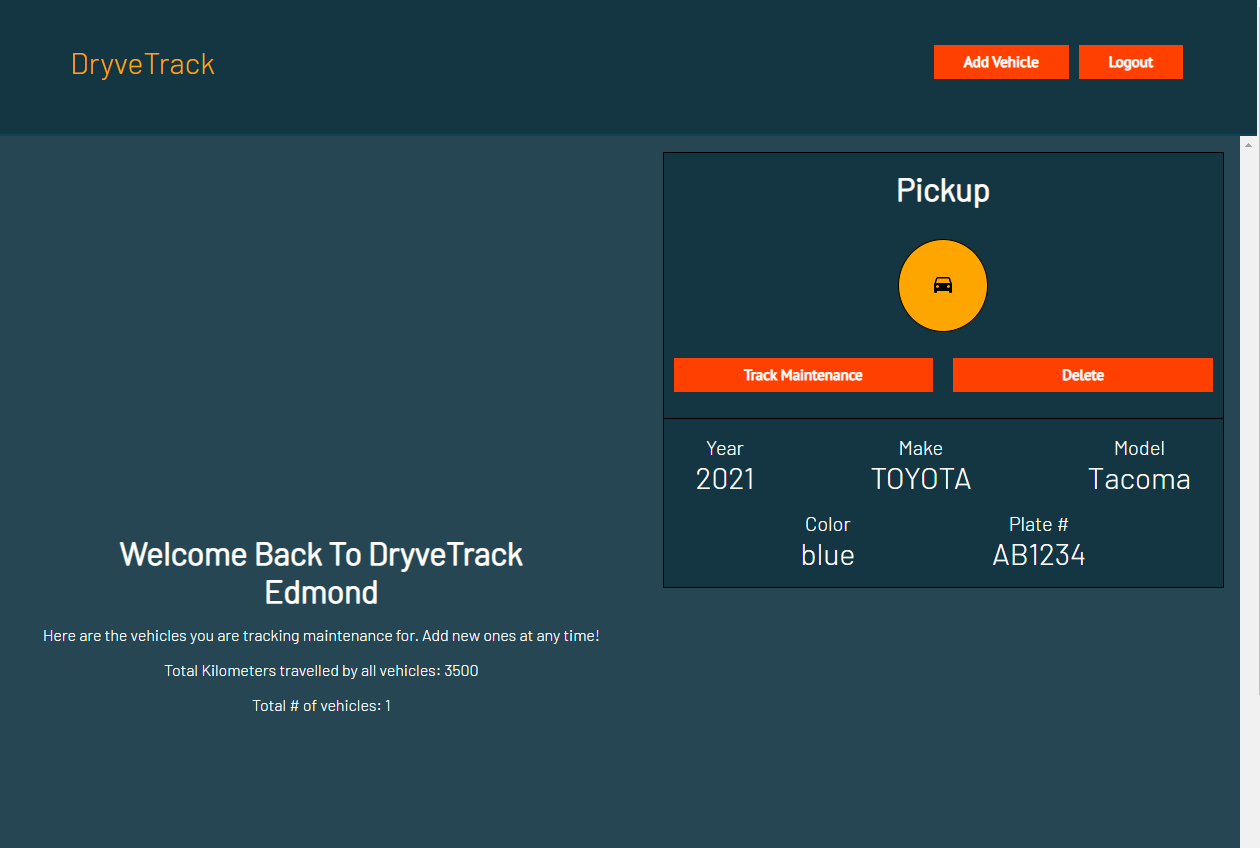 DryveTrack
Add Vehicle
Logout
Welcome Back To DryveTrack
Edmond
Here are the vehicles you are tracking maintenance for. Add new ones at any time!
Total Kilometers travelled by all vehicles: 3500
Total # of vehicles: 1
Pickup
Track Maintenance
Delete
Year
2021
Make
TOYOTA
Model
Tacoma
Color
blue
Plate #
AB1234